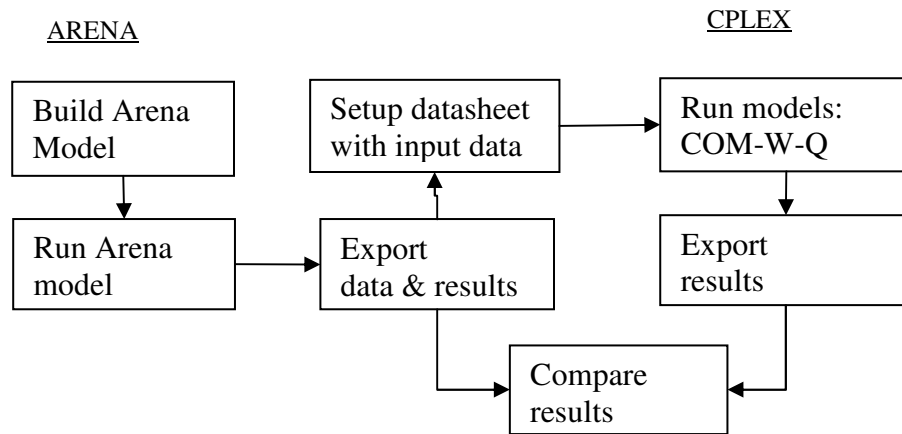 ARENA
CPLEX
Build Arena
Model
Setup datasheet
with input data
Run models:
COM-W-Q
Run Arena
model
Export
data & results
Export
results
Compare
results